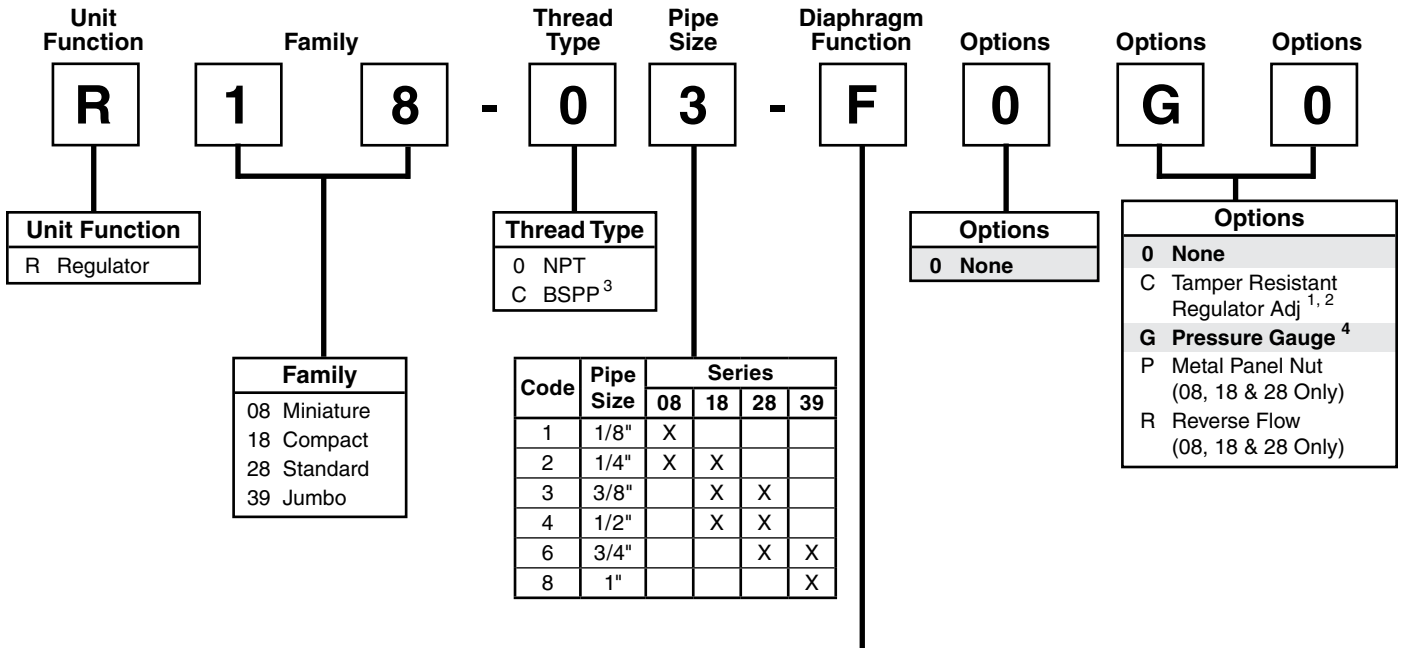 Unit Function
Family
Thread Type
Pipe Size
Diaphragm Function
Options
Options
Options
R 1 8 - 0 3 - F 0 G 0
Unit Function
R Regulator
Thread Type
0 NPT
C BSPP 3
Options
0 None
Options
0 None
C Tamper Resistant
Regulator Adj 1, 2
G Pressure Gauge 4
P Metal Panel Nut
(08, 18 & 28 Only)
R Reverse Flow
(08, 18 & 28 Only)
Family
08 Miniature
18 Compact
28 Standard
39 Jumbo
Code Pipe Size Series
08 18 28 39
1 1/8" X
2 1/4" X X
3 3/8" X X
4 1/2" X X
6 3/4" X X
8 1" X